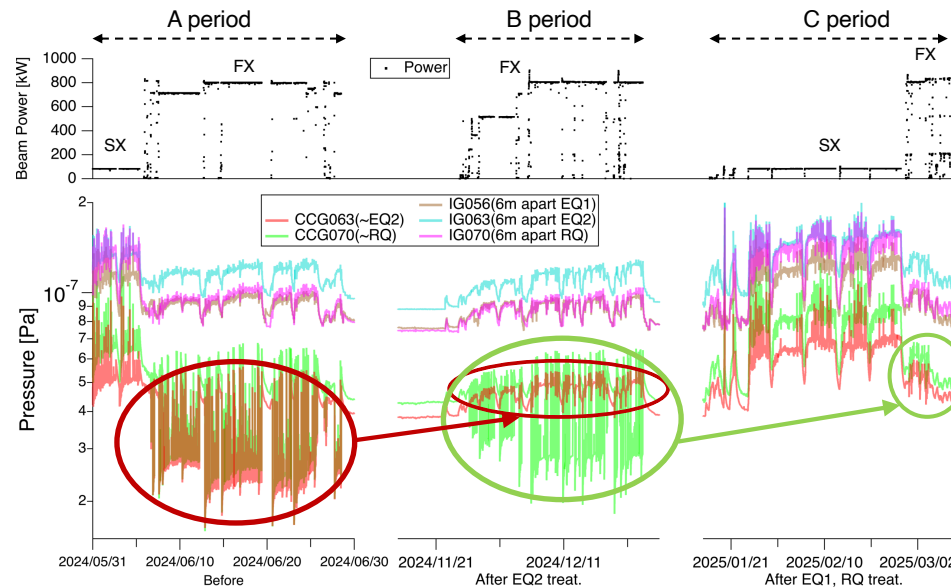 A period
B period
C period
Beam Power [kW]
1000
800
600
400
200
0
SX
FX
Power
FX
SX
FX
CCG063(~EQ2)
CCG070(~RQ)
IG056(6m apart EQ1)
IG063(6m apart EQ2)
IG070(6m apart RQ)
Pressure [Pa]
2
10-7
9
8
7
6
5
4
3
2
2024/05/31
2024/06/10
2024/06/20
2024/06/30
Before
2024/11/21
2024/12/11
After EQ2 treat.
2025/01/21
2025/02/10
After EQ1, RQ treat.